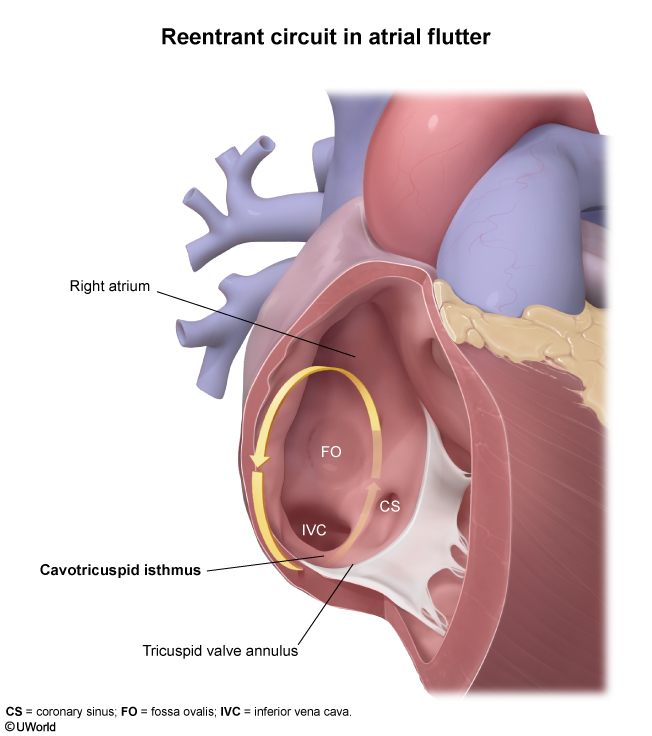 Reentrant circuit in atrial flutter
Right atrium
FO
CS
IVC
Cavotricuspid isthmus
Tricuspid valve annulus
CS = coronary sinus; FO = fossa ovalis; IVC = inferior vena cava.
©UWorld